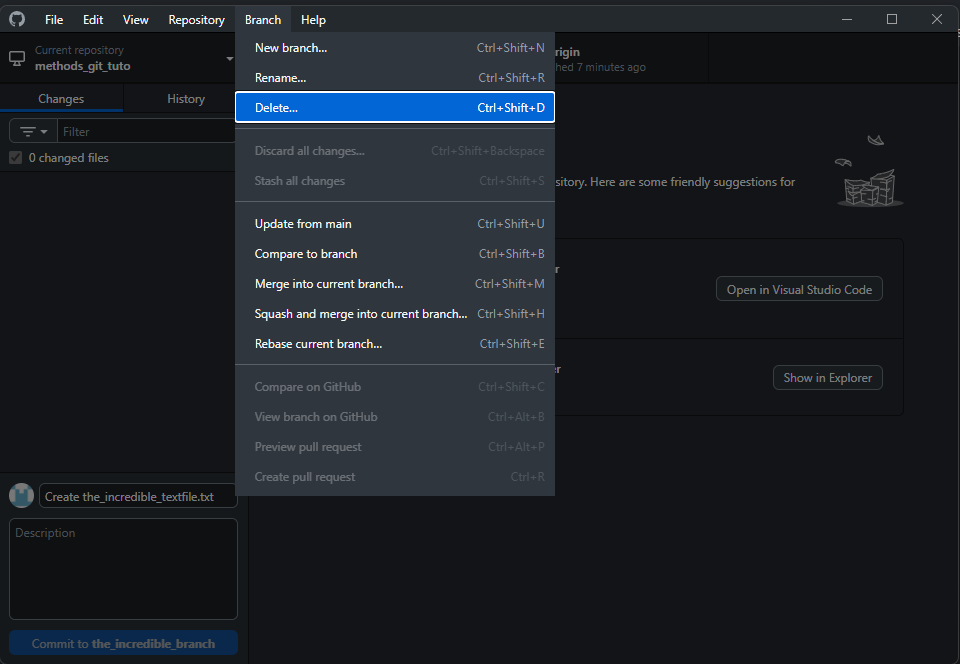 File Edit View Repository Branch Help
Current repository
methods_git_tuto
Changes History
Filter
0 changed files
New branch... Ctrl+Shift+N
Rename... Ctrl+Shift+R
Delete... Ctrl+Shift+D
Discard all changes... Ctrl+Shift+Backspace
Stash all changes Ctrl+Shift+S
Update from main Ctrl+Shift+U
Compare to branch Ctrl+Shift+B
Merge into current branch... Ctrl+Shift+M
Squash and merge into current branch... Ctrl+Shift+H
Rebase current branch... Ctrl+Shift+E
Compare on GitHub Ctrl+Shift+C
View branch on GitHub Ctrl+Alt+B
Preview pull request Ctrl+Alt+P
Create pull request Ctrl+R
rigin
hed 7 minutes ago
sitory. Here are some friendly suggestions for
Open in Visual Studio Code
Show in Explorer
Create the_incredible_textfile.txt
Description
Commit to the_incredible_branch